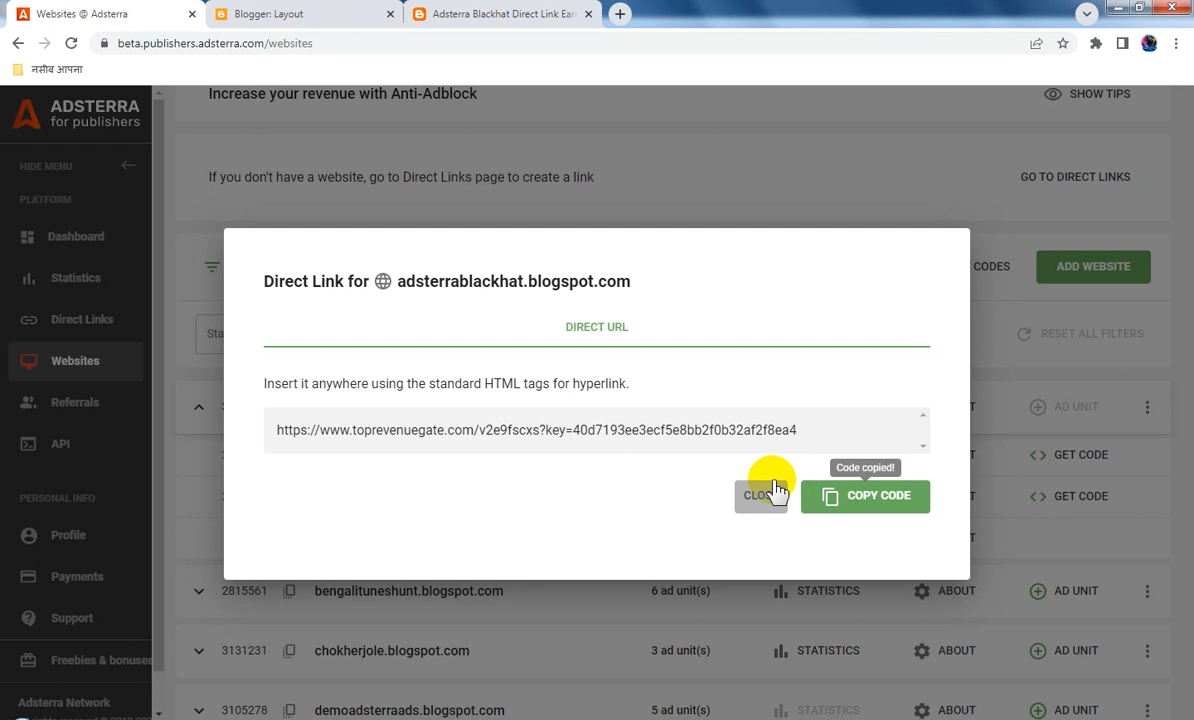 Websites @ Adsterra
Blogger: Layout
Adsterra Blackhat Direct Link Ear
beta.publishers.adsterra.com/websites
नसीब आपना
ADSTERRA
for publishers
Increase your revenue with Anti-Adblock
SHOW TIPS
HIDE MENU
If you don't have a website, go to Direct Links page to create a link
GO TO DIRECT LINKS
PLATFORM
Dashboard
Statistics
Direct Links
Websites
Referrals
API
PERSONAL INFO
Profile
Payments
Support
Freebies & bonuses
Adsterra Network
CODES
ADD WEBSITE
Sta
RESET ALL FILTERS
Direct Link for adsterrablackhat.blogspot.com
DIRECT URL
Insert it anywhere using the standard HTML tags for hyperlink.
https://www.toprevenuegate.com/v2e9fscxs?key=40d7193ee3ecf5e8bb2f0b32af2f8ea4
Code copied!
CLOS
COPY CODE
3
T
AD UNIT
GET CODE
GET CODE
T
2815561 bengalituneshunt.blogspot.com 6 ad unit(s) STATISTICS ABOUT AD UNIT
3131231 chokherjole.blogspot.com 3 ad unit(s) STATISTICS ABOUT AD UNIT
3105278 demoadsterraads.blogspot.com 5 ad unit(s) STATISTICS ABOUT AD UNIT